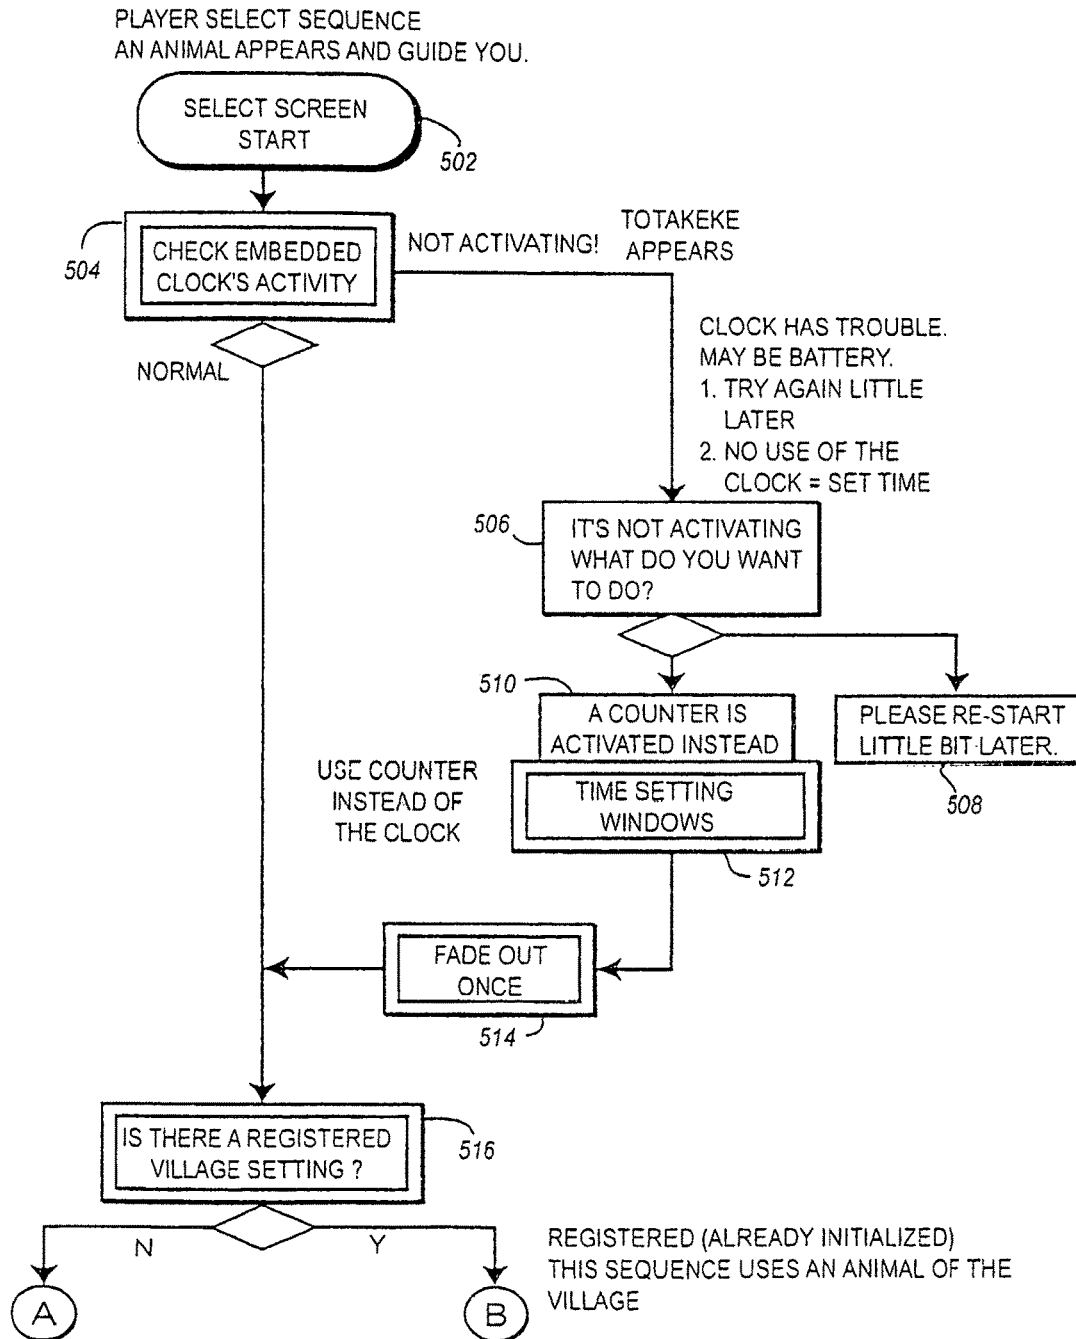 PLAYER SELECT SEQUENCE
AN ANIMAL APPEARS AND GUIDE YOU.
SELECT SCREEN
START
502
504
CHECK EMBEDDED
CLOCK'S ACTIVITY
NOT ACTIVATING!
TOTAKEKE
APPEARS
NORMAL
CLOCK HAS TROUBLE.
MAY BE BATTERY.
1. TRY AGAIN LITTLE
LATER
2. NO USE OF THE
CLOCK = SET TIME
506
IT'S NOT ACTIVATING
WHAT DO YOU WANT
TO DO?
510
A COUNTER IS
ACTIVATED INSTEAD
PLEASE RE-START
LITTLE BIT LATER.
508
USE COUNTER
INSTEAD OF
THE CLOCK
TIME SETTING
WINDOWS
512
FADE OUT
ONCE
514
IS THERE A REGISTERED
VILLAGE SETTING ?
516
N
Y
A
B
REGISTERED (ALREADY INITIALIZED)
THIS SEQUENCE USES AN ANIMAL OF THE
VILLAGE